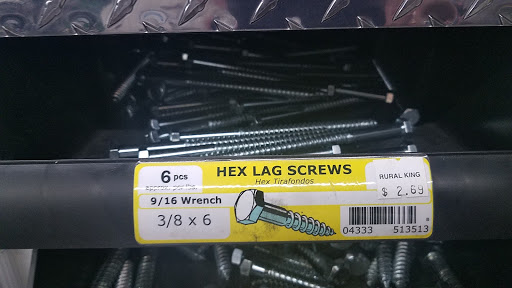 6 pcs
HEX LAG SCREWS
Hex Tirafondos
RURAL KING
$ 2.69
9/16 Wrench
3/8 x 6
04333 513513